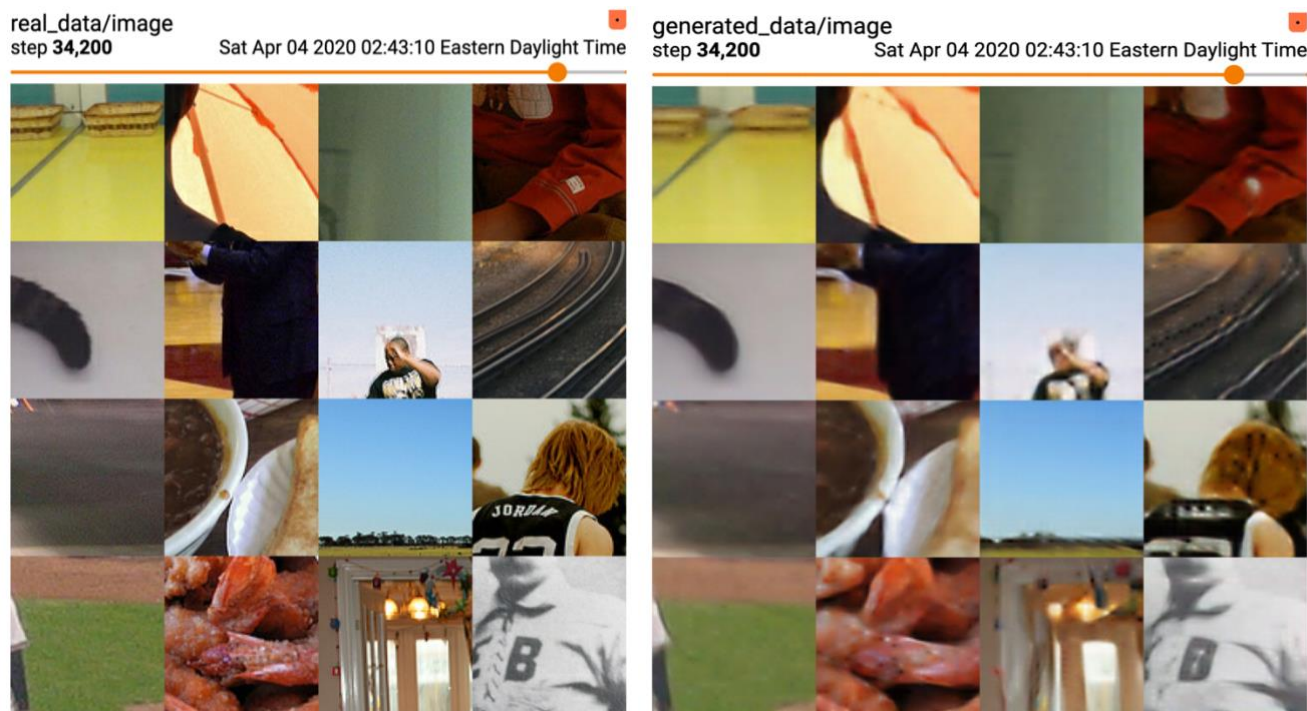 real_data/image
step 34,200 Sat Apr 04 2020 02:43:10 Eastern Daylight Time
generated_data/image
step 34,200 Sat Apr 04 2020 02:43:10 Eastern Daylight Time
JORDAN
B